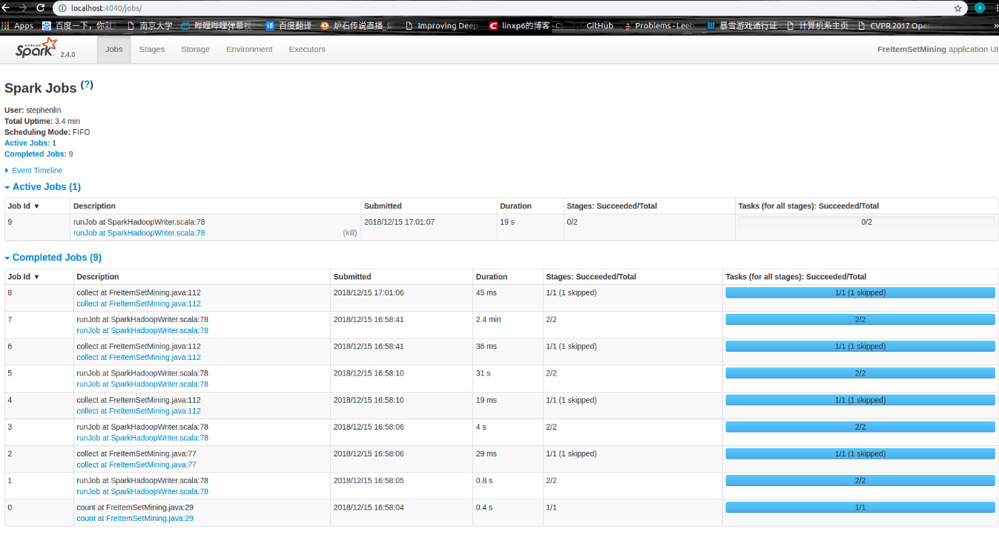 localhost:4040/jobs/
Apps 百度一下，你就 南京大学 哔哩哔哩弹幕视 百度翻译 炉石传说直播_ Improving Deep linxp6的博客 - CS GitHub Problems - Leet 暴雪游戏通行证 计算机系主页 CVPR 2017 Open »
APACHE Spark 2.4.0 Jobs Stages Storage Environment Executors FreItemSetMining application UI
Spark Jobs (?)
User: stephenlin
Total Uptime: 3.4 min
Scheduling Mode: FIFO
Active Jobs: 1
Completed Jobs: 9
Event Timeline
Active Jobs (1)
Job Id ▼ Description Submitted Duration Stages: Succeeded/Total Tasks (for all stages): Succeeded/Total
9 runJob at SparkHadoopWriter.scala:78 2018/12/15 17:01:07 19 s 0/2 0/2
runJob at SparkHadoopWriter.scala:78 (kill)
Completed Jobs (9)
Job Id ▼ Description Submitted Duration Stages: Succeeded/Total Tasks (for all stages): Succeeded/Total
8 collect at FreItemSetMining.java:112 2018/12/15 17:01:06 45 ms 1/1 (1 skipped) 1/1 (1 skipped)
collect at FreItemSetMining.java:112
7 runJob at SparkHadoopWriter.scala:78 2018/12/15 16:58:41 2.4 min 2/2 2/2
runJob at SparkHadoopWriter.scala:78
6 collect at FreItemSetMining.java:112 2018/12/15 16:58:41 36 ms 1/1 (1 skipped) 1/1 (1 skipped)
collect at FreItemSetMining.java:112
5 runJob at SparkHadoopWriter.scala:78 2018/12/15 16:58:10 31 s 2/2 2/2
runJob at SparkHadoopWriter.scala:78
4 collect at FreItemSetMining.java:112 2018/12/15 16:58:10 19 ms 1/1 (1 skipped) 1/1 (1 skipped)
collect at FreItemSetMining.java:112
3 runJob at SparkHadoopWriter.scala:78 2018/12/15 16:58:06 4 s 2/2 2/2
runJob at SparkHadoopWriter.scala:78
2 collect at FreItemSetMining.java:77 2018/12/15 16:58:06 29 ms 1/1 (1 skipped) 1/1 (1 skipped)
collect at FreItemSetMining.java:77
1 runJob at SparkHadoopWriter.scala:78 2018/12/15 16:58:05 0.8 s 2/2 2/2
runJob at SparkHadoopWriter.scala:78
0 count at FreItemSetMining.java:29 2018/12/15 16:58:04 0.4 s 1/1 1/1
count at FreItemSetMining.java:29